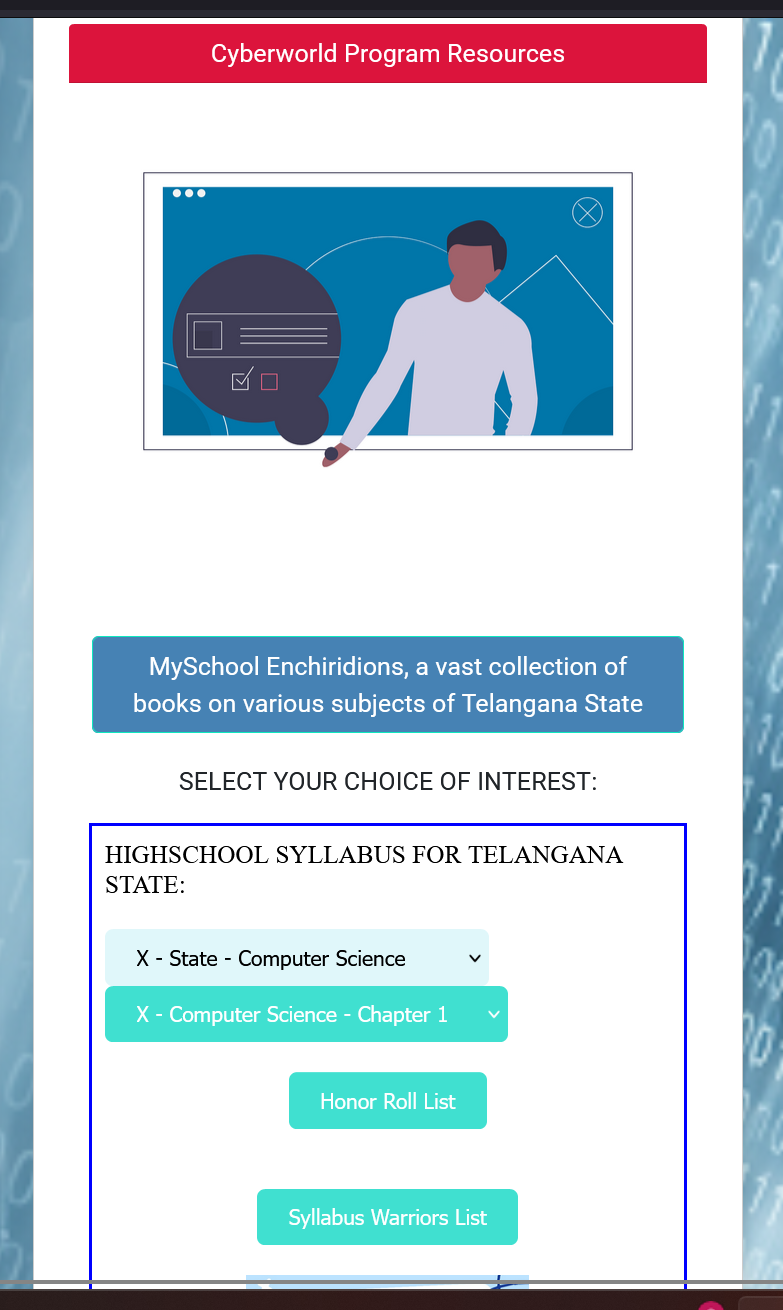 Cyberworld Program Resources
MySchool Enchiridions, a vast collection of
books on various subjects of Telangana State
SELECT YOUR CHOICE OF INTEREST:
HIGHSCHOOL SYLLABUS FOR TELANGANA
STATE:
X - State - Computer Science
X - Computer Science - Chapter 1
Honor Roll List
Syllabus Warriors List